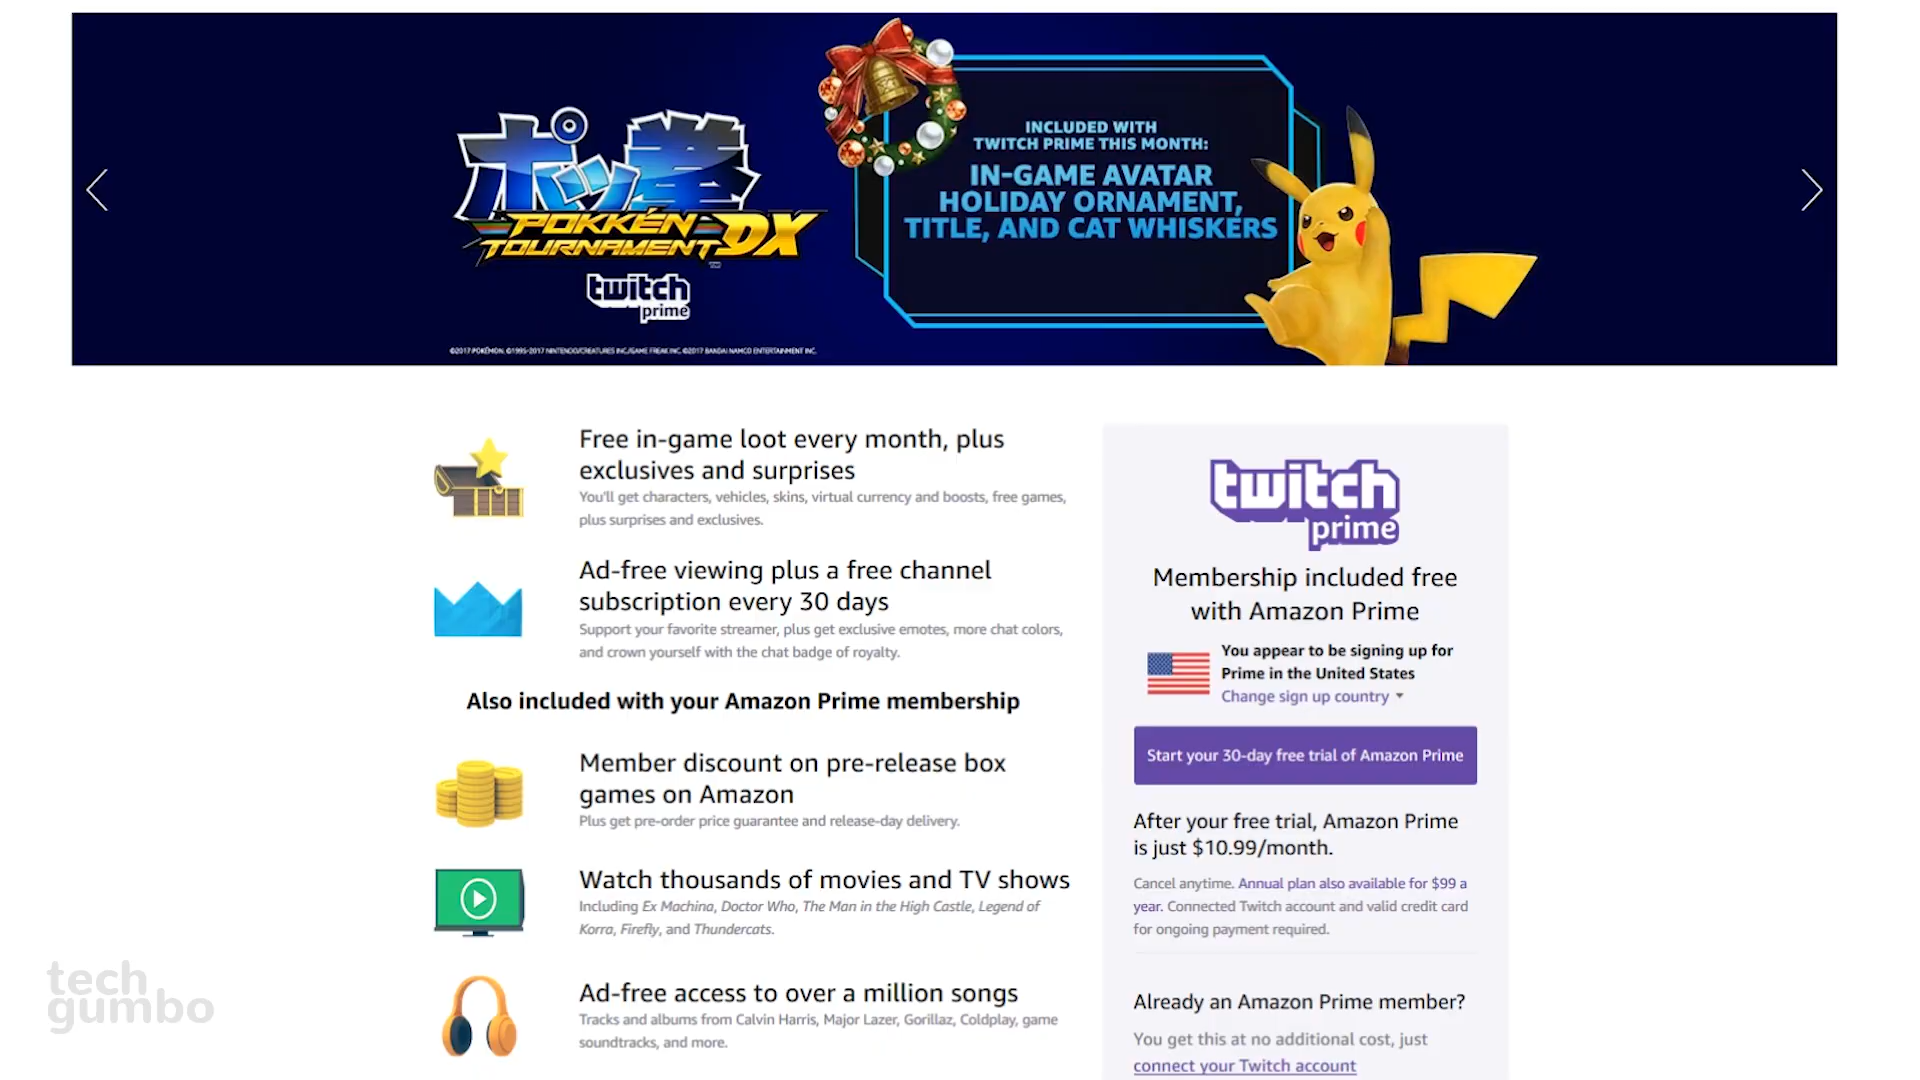 ポッ拳
POKKÉN
TOURNAMENT DX
TM
twitch
prime
©2017 POKÉMON. ©1995-2017 NINTENDO/CREATURES INC./GAME FREAK INC. ©2017 BANDAI NAMCO ENTERTAINMENT INC.
INCLUDED WITH
TWITCH PRIME THIS MONTH:
IN-GAME AVATAR
HOLIDAY ORNAMENT,
TITLE, AND CAT WHISKERS
Free in-game loot every month, plus
exclusives and surprises
You'll get characters, vehicles, skins, virtual currency and boosts, free games,
plus surprises and exclusives.
Ad-free viewing plus a free channel
subscription every 30 days
Support your favorite streamer, plus get exclusive emotes, more chat colors,
and crown yourself with the chat badge of royalty.
Also included with your Amazon Prime membership
Member discount on pre-release box
games on Amazon
Plus get pre-order price guarantee and release-day delivery.
Watch thousands of movies and TV shows
Including Ex Machina, Doctor Who, The Man in the High Castle, Legend of
Korra, Firefly, and Thundercats.
Ad-free access to over a million songs
Tracks and albums from Calvin Harris, Major Lazer, Gorillaz, Coldplay, game
soundtracks, and more.
twitch
prime
Membership included free
with Amazon Prime
You appear to be signing up for
Prime in the United States
Change sign up country
Start your 30-day free trial of Amazon Prime
After your free trial, Amazon Prime
is just $10.99/month.
Cancel anytime. Annual plan also available for $99 a
year. Connected Twitch account and valid credit card
for ongoing payment required.
Already an Amazon Prime member?
You get this at no additional cost, just
connect your Twitch account
tech
gumbo